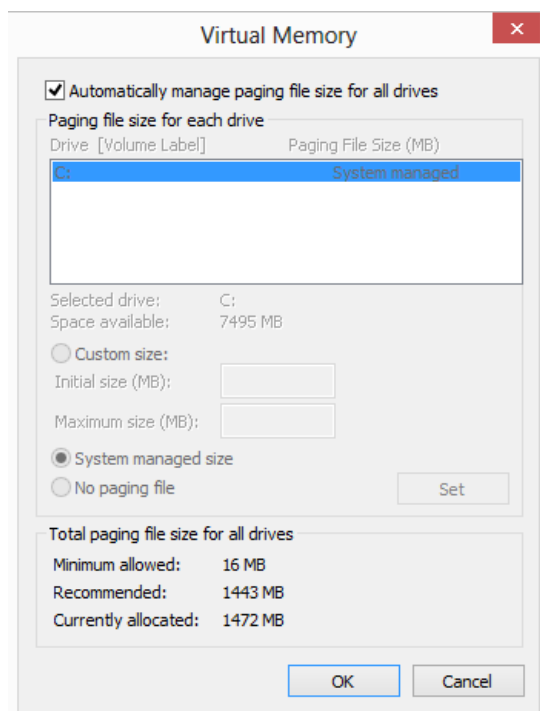 Virtual Memory
Automatically manage paging file size for all drives
Paging file size for each drive
Drive [Volume Label] Paging File Size (MB)
C: System managed
Selected drive: C:
Space available: 7495 MB
Custom size:
Initial size (MB):
Maximum size (MB):
System managed size
No paging file Set
Total paging file size for all drives
Minimum allowed: 16 MB
Recommended: 1443 MB
Currently allocated: 1472 MB
OK Cancel